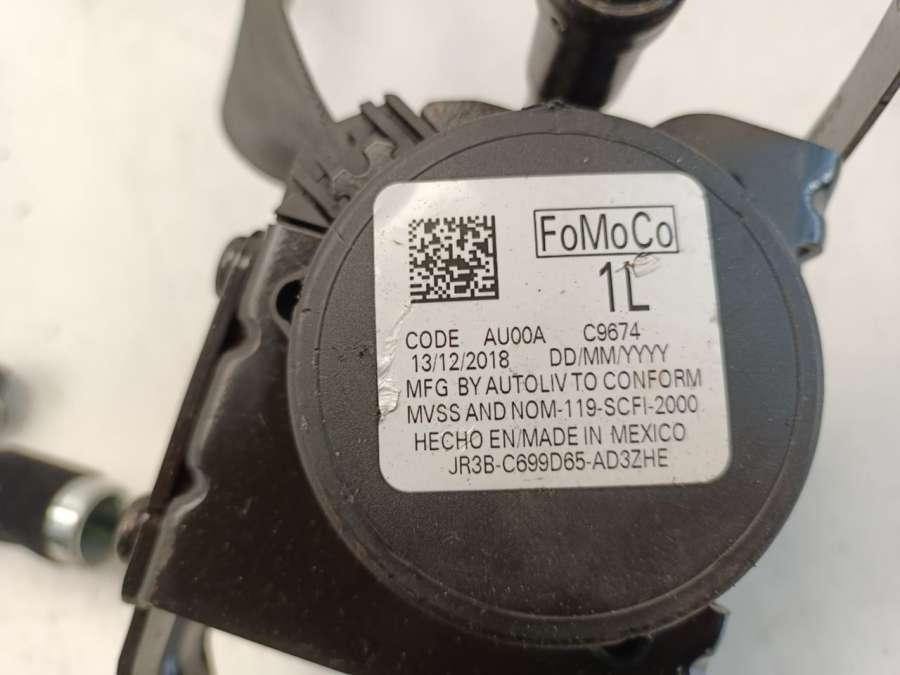 FoMoCo
1L
CODE AU00A C9674
13/12/2018 DD/MM/YYYY
MFG BY AUTOLIV TO CONFORM
MVSS AND NOM-119-SCFI-2000
HECHO EN/MADE IN MEXICO
JR3B-C699D65-AD3ZHE